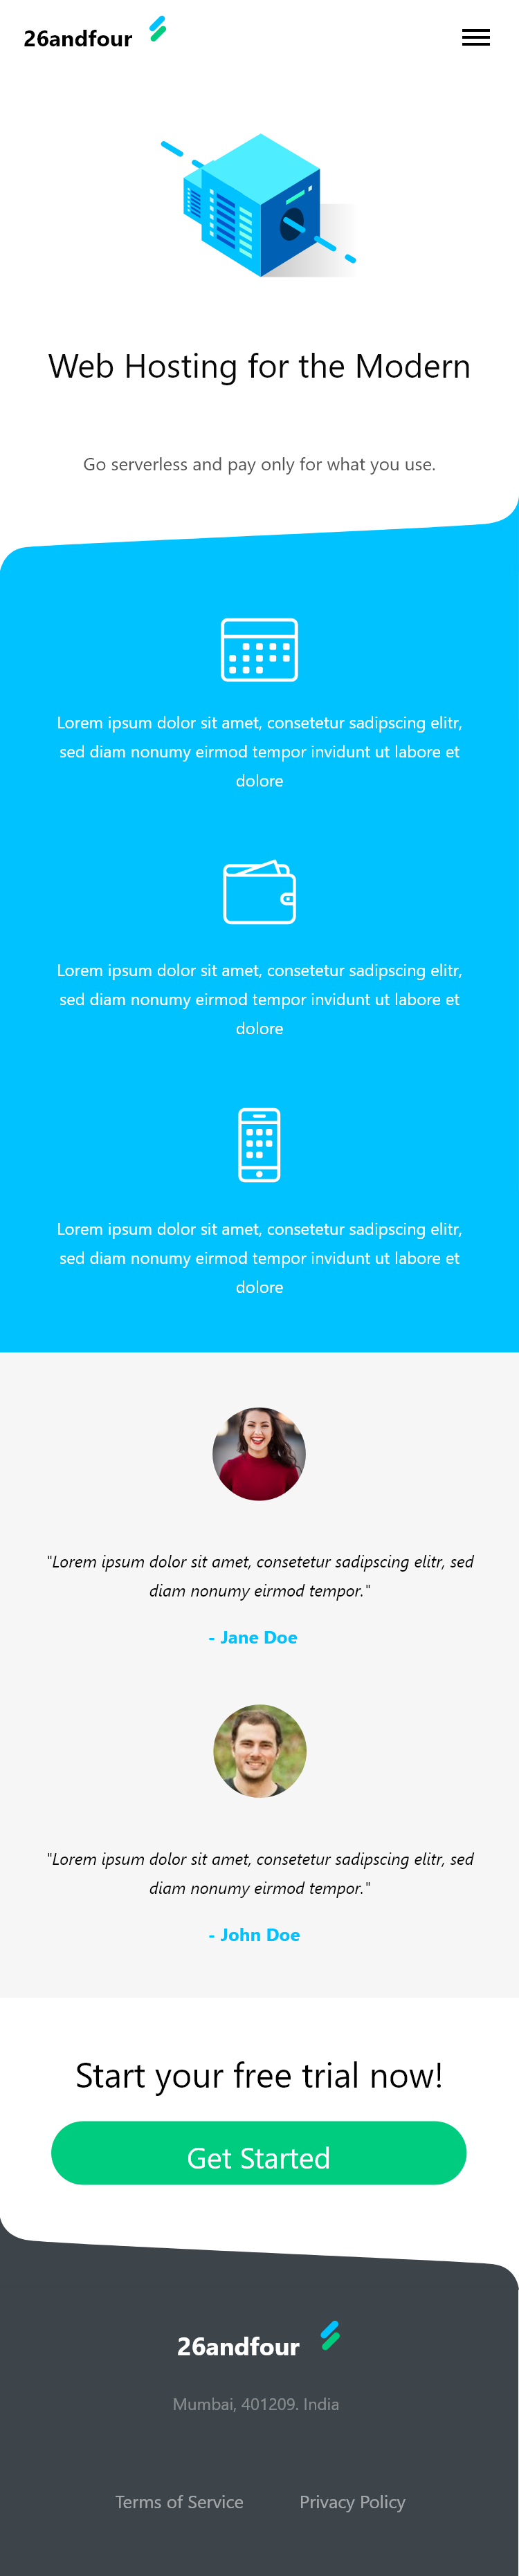 26andfour
Web Hosting for the Modern
Go serverless and pay only for what you use.
Lorem ipsum dolor sit amet, consetetur sadipscing elitr,
sed diam nonumy eirmod tempor invidunt ut labore et
dolore
Lorem ipsum dolor sit amet, consetetur sadipscing elitr,
sed diam nonumy eirmod tempor invidunt ut labore et
dolore
Lorem ipsum dolor sit amet, consetetur sadipscing elitr,
sed diam nonumy eirmod tempor invidunt ut labore et
dolore
"Lorem ipsum dolor sit amet, consetetur sadipscing elitr, sed
diam nonumy eirmod tempor."
- Jane Doe
"Lorem ipsum dolor sit amet, consetetur sadipscing elitr, sed
diam nonumy eirmod tempor."
- John Doe
Start your free trial now!
Get Started
26andfour
Mumbai, 401209. India
Terms of Service Privacy Policy